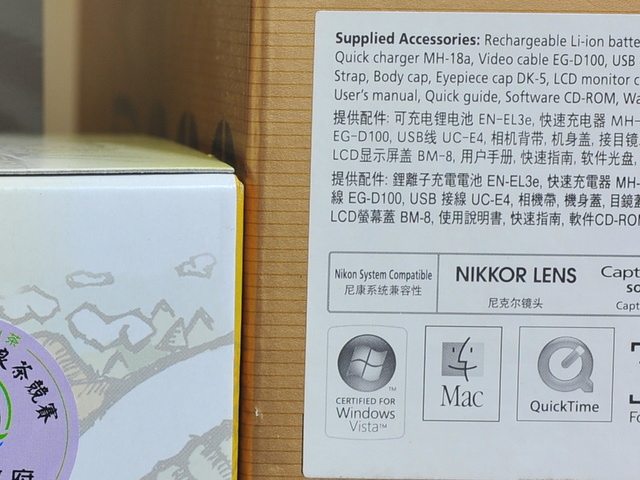 Supplied Accessories: Rechargeable Li-ion batte
Quick charger MH-18a, Video cable EG-D100, USB
Strap, Body cap, Eyepiece cap DK-5, LCD monitor c
User's manual, Quick guide, Software CD-ROM, Wa
提供配件: 可充电锂电池 EN-EL3e, 快速充电器 MH-
EG-D100, USB线 UC-E4, 相机背带, 机身盖, 接目镜
LCD显示屏盖 BM-8, 用户手册, 快速指南, 软件光盘,
提供配件: 鋰離子充電電池 EN-EL3e, 快速充電器 MH-
線 EG-D100, USB 接線 UC-E4, 相機帶, 機身蓋, 目鏡蓋
LCD螢幕蓋 BM-8, 使用說明書, 快速指南, 軟件CD-ROM
Nikon System Compatible
尼康系统兼容性
NIKKOR LENS
尼克尔镜头
Captu
so
Capt
CERTIFIED FOR
Windows
Vista™
Mac
QuickTime
Fo
茶競賽
府